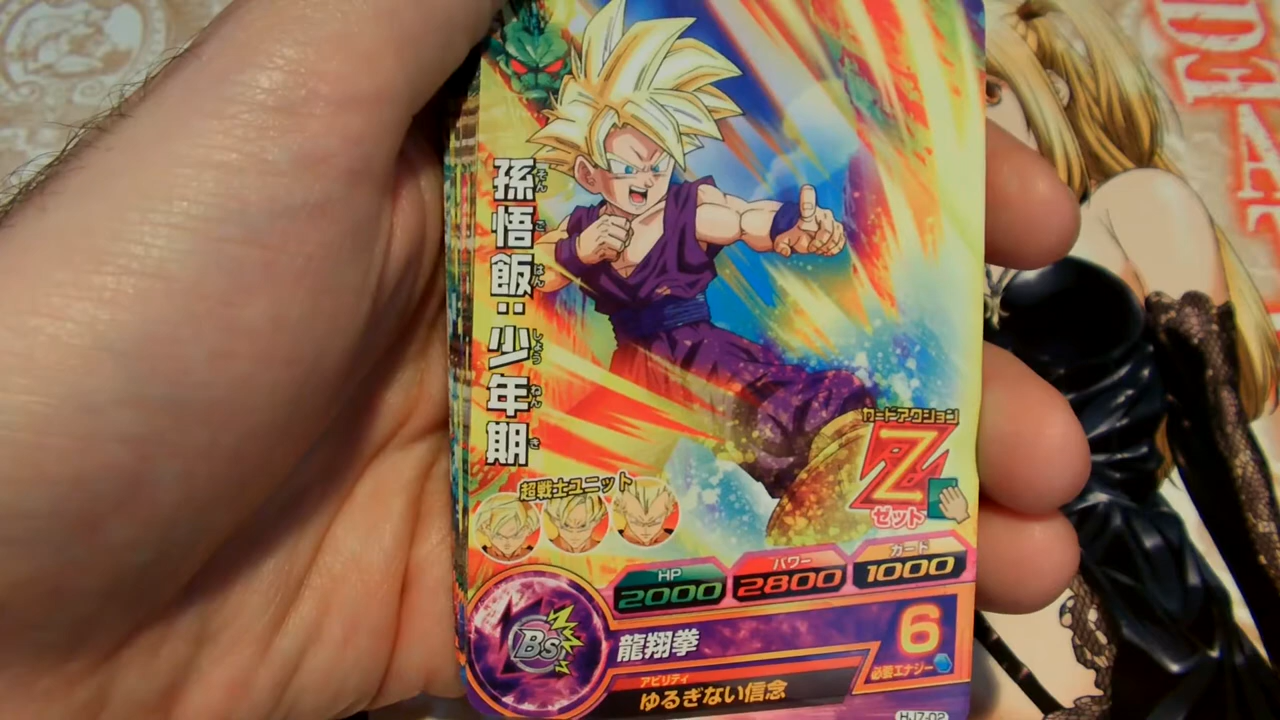 孫悟飯:少年期
そん ご はん しょう ねん き
カードアクション
Z
ゼット
超戦士ユニット
HP
2000
パワー
2800
カード
1000
BS
龍翔拳
6
必要エナジー
アビリティ
ゆるぎない信念
HJ7-02
DEA